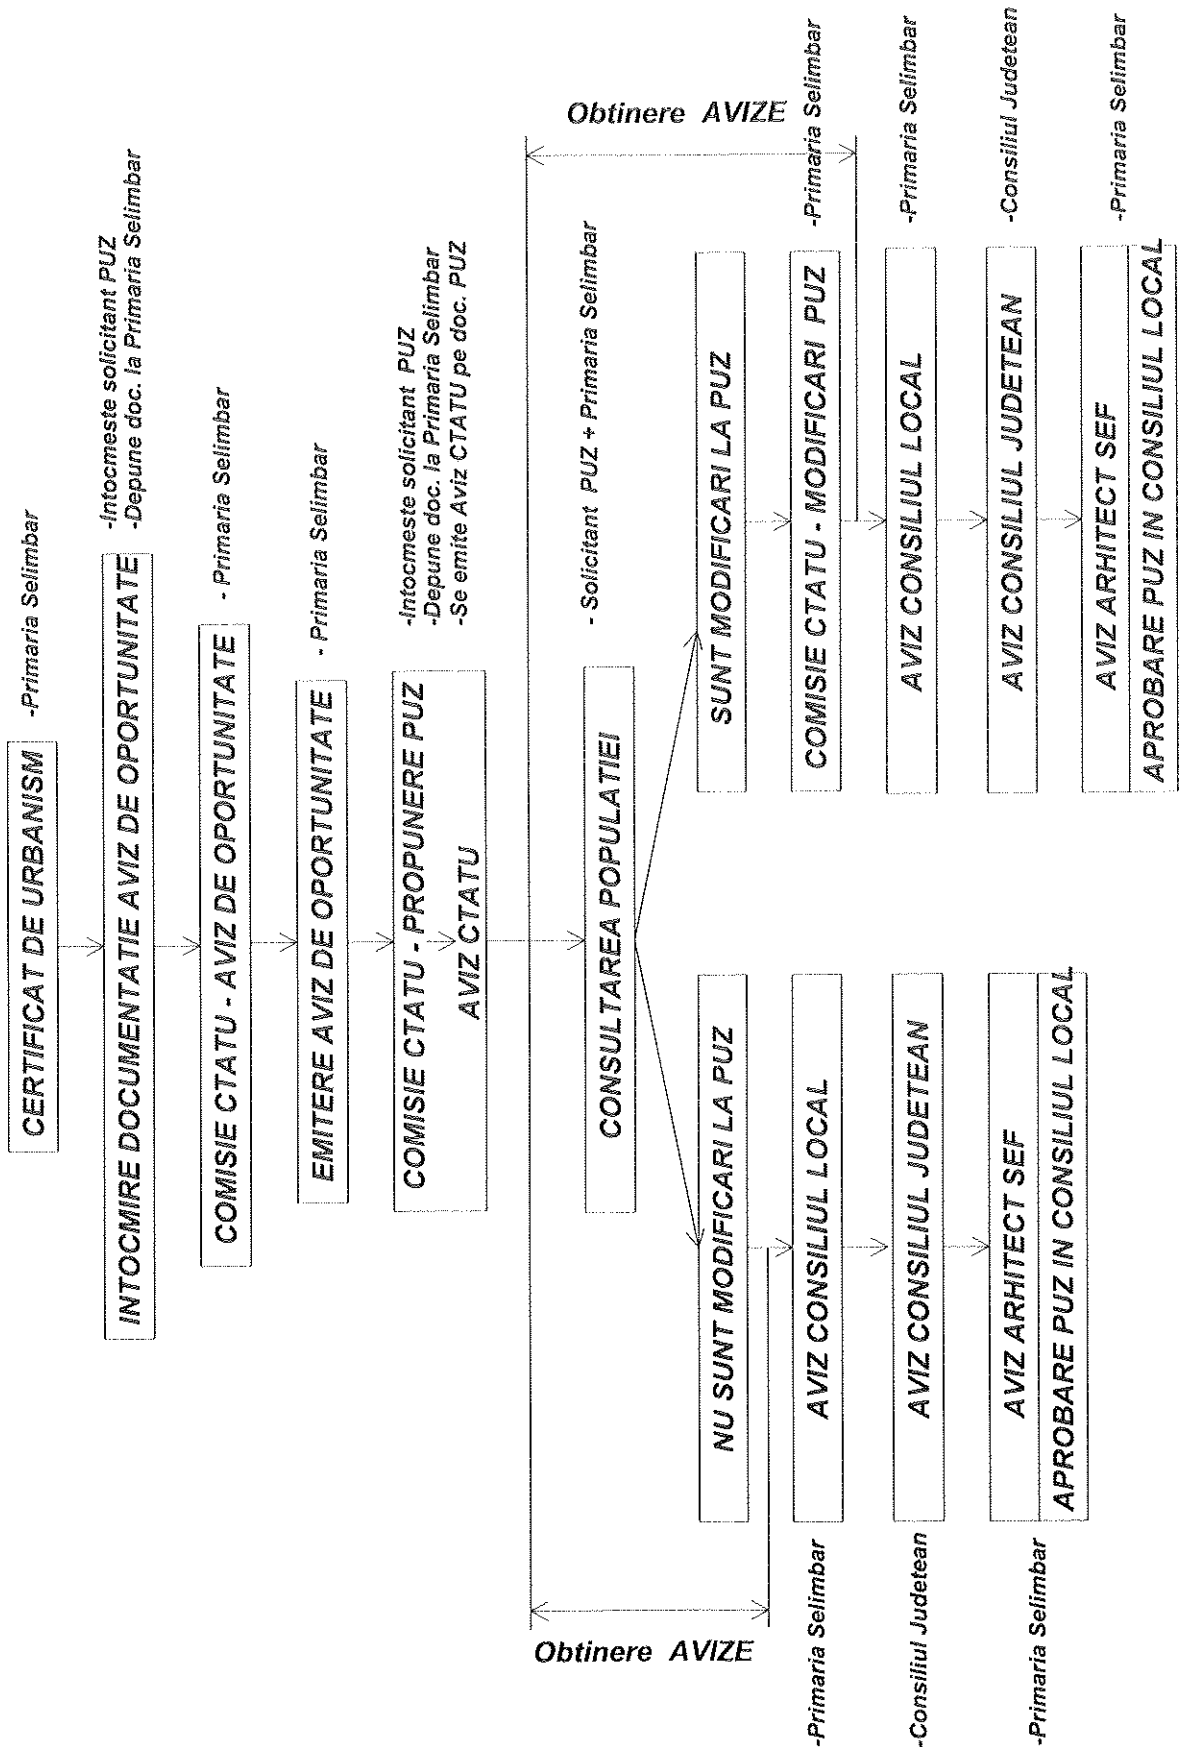 CERTIFICAT DE URBANISM
-Primaria Selimbar
INTOCMIRE DOCUMENTATIE AVIZ DE OPORTUNITATE
-Intocmeste solicitant PUZ
-Depune doc. la Primaria Selimbar
COMISIE CTATU - AVIZ DE OPORTUNITATE
- Primaria Selimbar
EMITERE AVIZ DE OPORTUNITATE
- Primaria Selimbar
COMISIE CTATU - PROPUNERE PUZ
AVIZ CTATU
-Intocmeste solicitant PUZ
-Depune doc. la Primaria Selimbar
-Se emite Aviz CTATU pe doc. PUZ
CONSULTAREA POPULATIEI
- Solicitant PUZ + Primaria Selimbar
Obtinere AVIZE
NU SUNT MODIFICARI LA PUZ
-Primaria Selimbar
AVIZ CONSILIUL LOCAL
-Consiliul Judetean
AVIZ CONSILIUL JUDETEAN
-Primaria Selimbar
AVIZ ARHITECT SEF
APROBARE PUZ IN CONSILIUL LOCAL
Obtinere AVIZE
SUNT MODIFICARI LA PUZ
COMISIE CTATU - MODIFICARI PUZ
-Primaria Selimbar
AVIZ CONSILIUL LOCAL
-Primaria Selimbar
AVIZ CONSILIUL JUDETEAN
-Consiliul Judetean
AVIZ ARHITECT SEF
APROBARE PUZ IN CONSILIUL LOCAL
-Primaria Selimbar